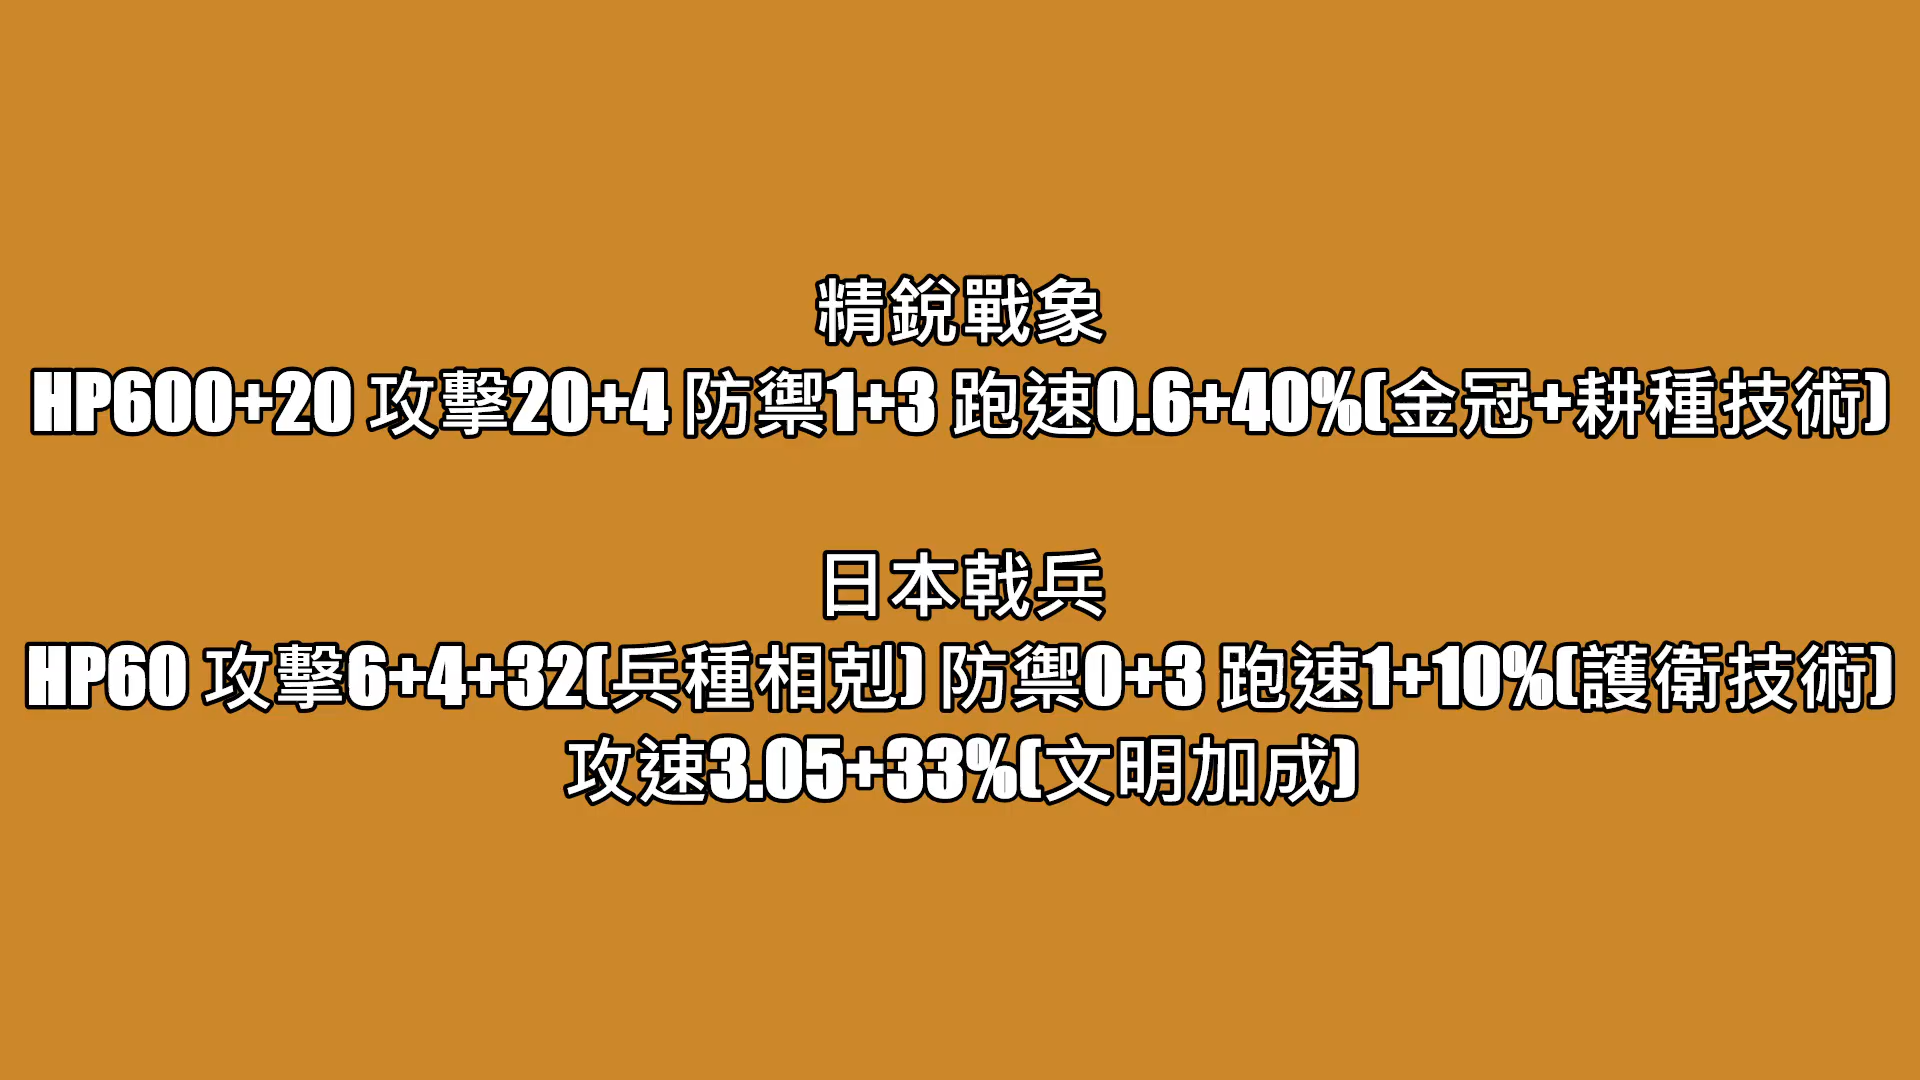 精銳戰象
HP600+20 攻擊20+4 防禦1+3 跑速0.6+40%(金冠+耕種技術)
日本戟兵
HP60 攻擊6+4+32(兵種相剋) 防禦0+3 跑速1+10%(護衛技術)
攻速3.05+33%(文明加成)